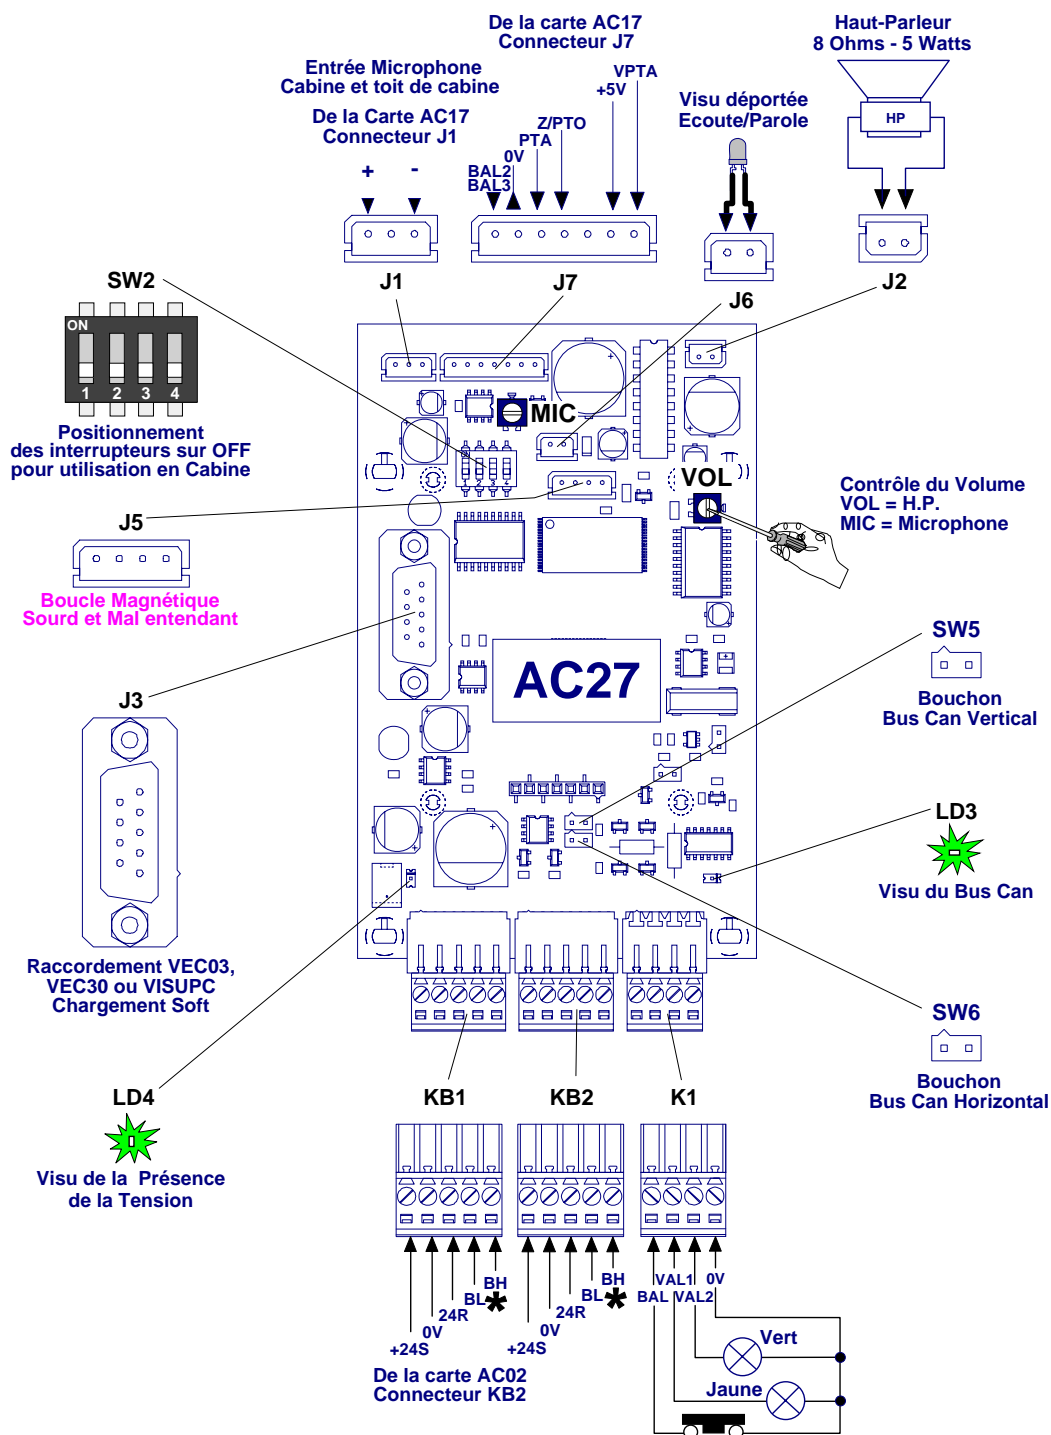 De la carte AC17
Connecteur J7
Haut-Parleur
8 Ohms - 5 Watts
Entrée Microphone
Cabine et toit de cabine
De la Carte AC17
Connecteur J1
VPTA
+5V
Z/PTO
PTA
0V
BAL2
BAL3
Visu déportée
Ecoute/Parole
HP
+ -
SW2
J1
J7
J6
J2
ON
1 2 3 4
MIC
Positionnement
des interrupteurs sur OFF
pour utilisation en Cabine
VOL
Contrôle du Volume
VOL = H.P.
MIC = Microphone
J5
Boucle Magnétique
Sourd et Mal entendant
SW5
Bouchon
Bus Can Vertical
AC27
J3
Raccordement VEC03,
VEC30 ou VISUPC
Chargement Soft
LD3
Visu du Bus Can
SW6
Bouchon
Bus Can Horizontal
LD4
Visu de la Présence
de la Tension
KB1
KB2
K1
+24S
0V
24R
BL
BH
*
+24S
0V
24R
BL
BH
*
BAL
VAL1
VAL2
0V
De la carte AC02
Connecteur KB2
Vert
Jaune